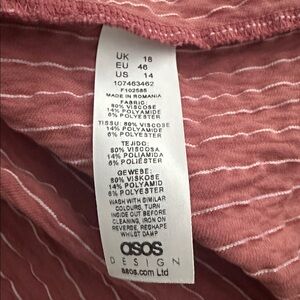 UK 18
EU 46
US 14
107463462
F102585
MADE IN ROMANIA
FABRIC:
80% VISCOSE
14% POLYAMIDE
6% POLYESTER
TISSU: 80% VISCOSE
14% POLYAMIDE
6% POLYESTER
TEJIDO:
80% VISCOSA
14% POLIAMIDA
6% POLIÉSTER
GEWEBE:
80% VISKOSE
14% POLYAMID
6% POLYESTER
WASH WITH SIMILAR
COLOURS, TURN
INSIDE OUT BEFORE
CLEANING, IRON ON
REVERSE, RESHAPE
WHILST DAMP
asos
DESIGN
asos.com Ltd